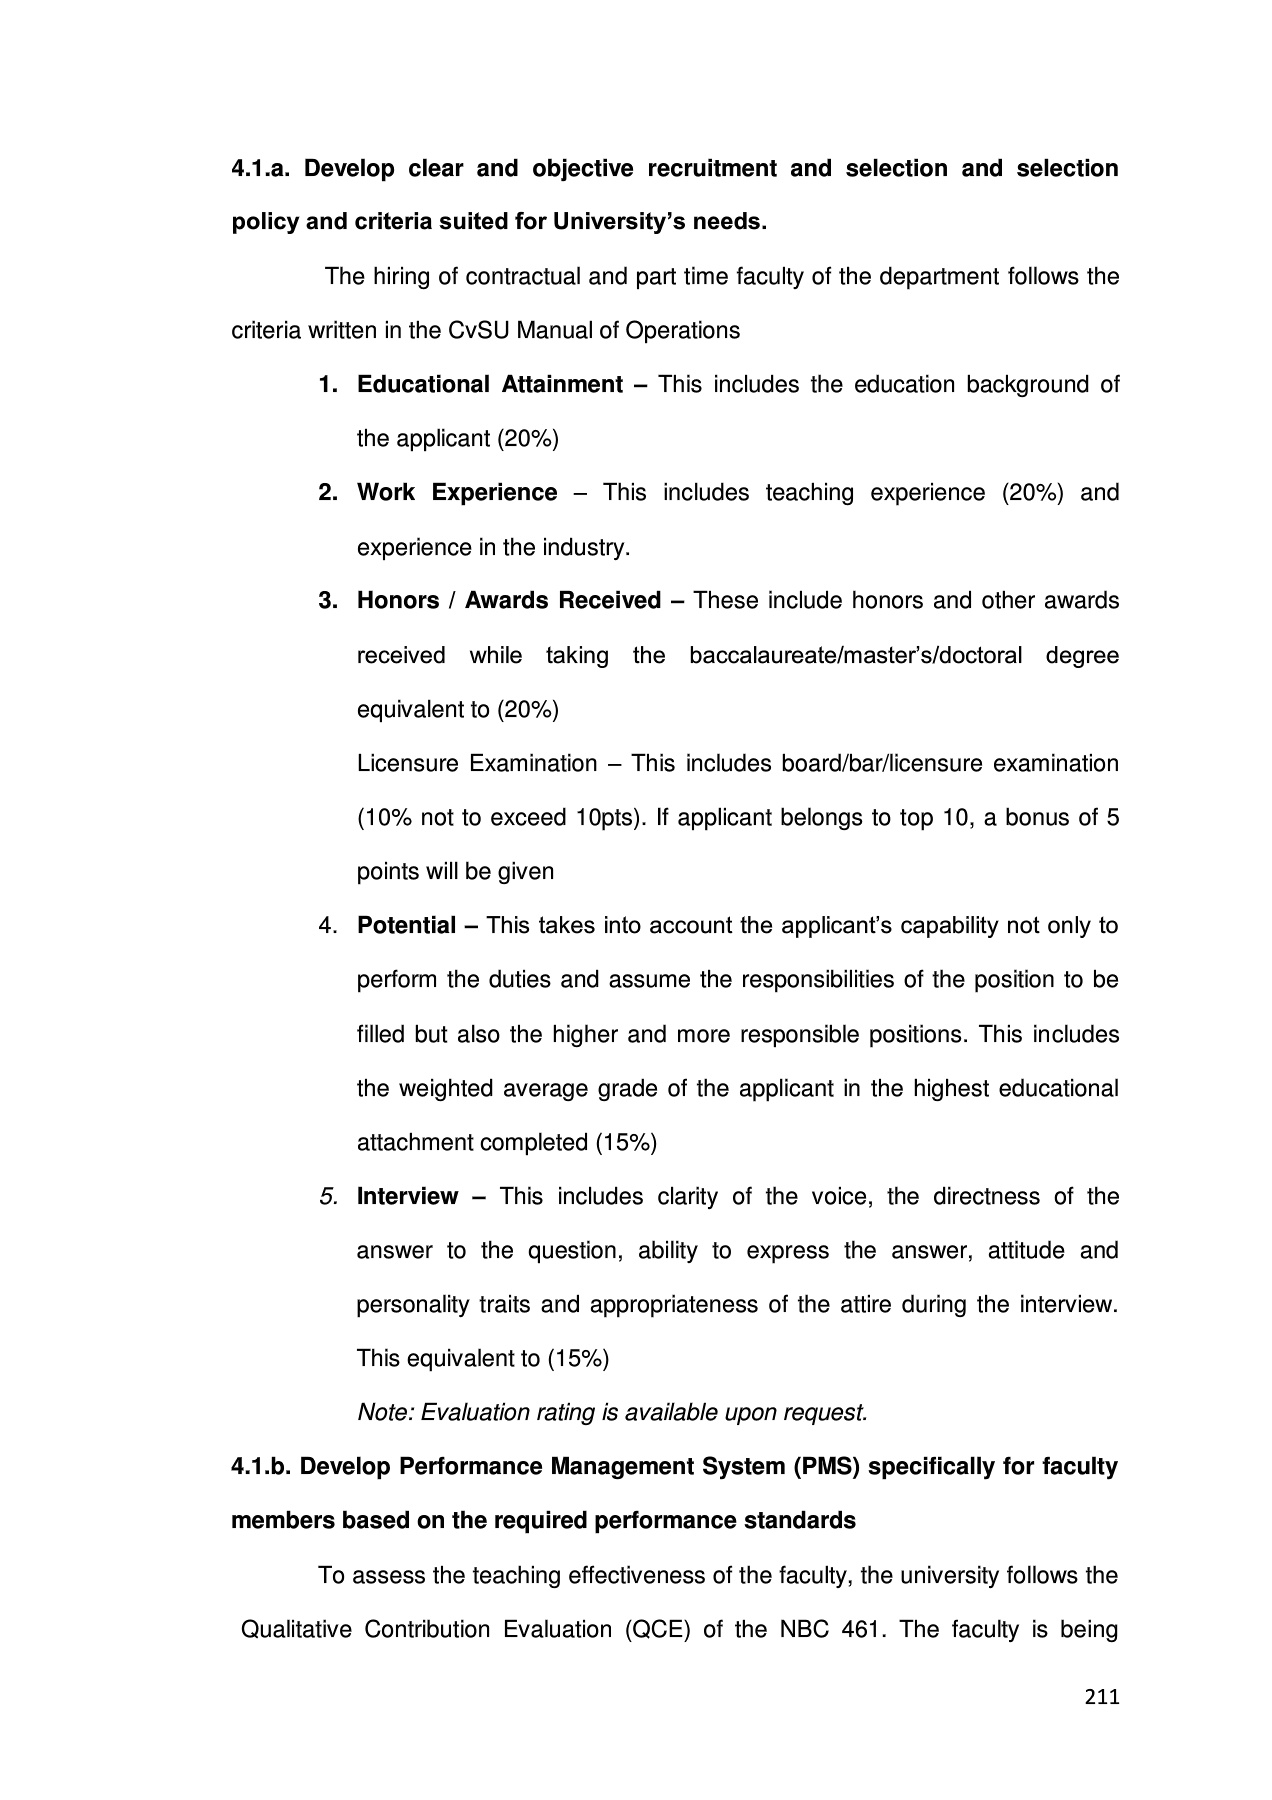 4.1.a. Develop clear and objective recruitment and selection and selection
policy and criteria suited for University’s needs.
The hiring of contractual and part time faculty of the department follows the
criteria written in the CvSU Manual of Operations
1. Educational Attainment – This includes the education background of
the applicant (20%)
2. Work Experience – This includes teaching experience (20%) and
experience in the industry.
3. Honors / Awards Received – These include honors and other awards
received while taking the baccalaureate/master’s/doctoral degree
equivalent to (20%)
Licensure Examination – This includes board/bar/licensure examination
(10% not to exceed 10pts). If applicant belongs to top 10, a bonus of 5
points will be given
4. Potential – This takes into account the applicant’s capability not only to
perform the duties and assume the responsibilities of the position to be
filled but also the higher and more responsible positions. This includes
the weighted average grade of the applicant in the highest educational
attachment completed (15%)
5. Interview – This includes clarity of the voice, the directness of the
answer to the question, ability to express the answer, attitude and
personality traits and appropriateness of the attire during the interview.
This equivalent to (15%)
Note: Evaluation rating is available upon request.
4.1.b. Develop Performance Management System (PMS) specifically for faculty
members based on the required performance standards
To assess the teaching effectiveness of the faculty, the university follows the
Qualitative Contribution Evaluation (QCE) of the NBC 461. The faculty is being
211